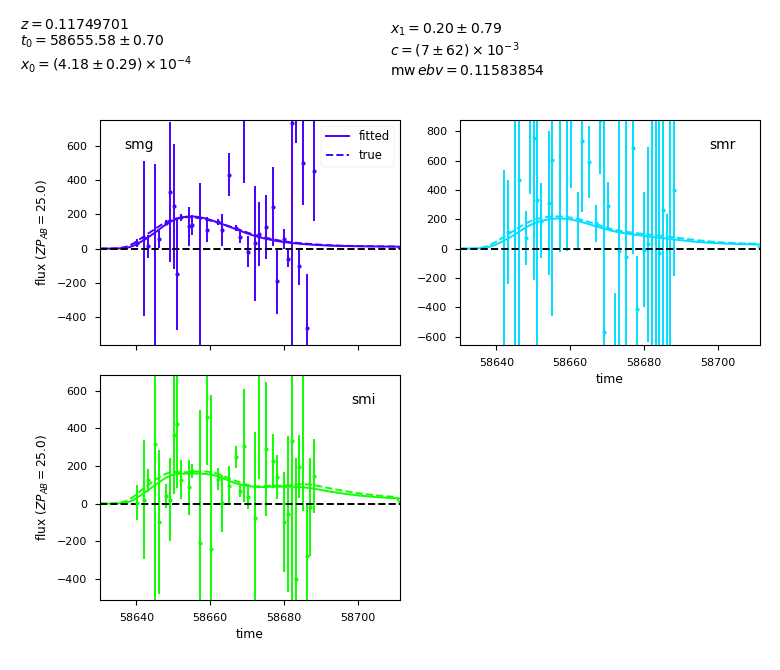 z = 0.11749701
t₀ = 58655.58 ± 0.70
x₀ = (4.18 ± 0.29) × 10⁻⁴
x₁ = 0.20 ± 0.79
c = (7 ± 62) × 10⁻³
mw ebv = 0.11583854
smg
fitted
true
600
400
200
0
−200
−400
flux (ZP_AB = 25.0)
smr
800
600
400
200
0
−200
−400
−600
58640 58660 58680 58700
time
smi
600
400
200
0
−200
−400
flux (ZP_AB = 25.0)
58640 58660 58680 58700
time